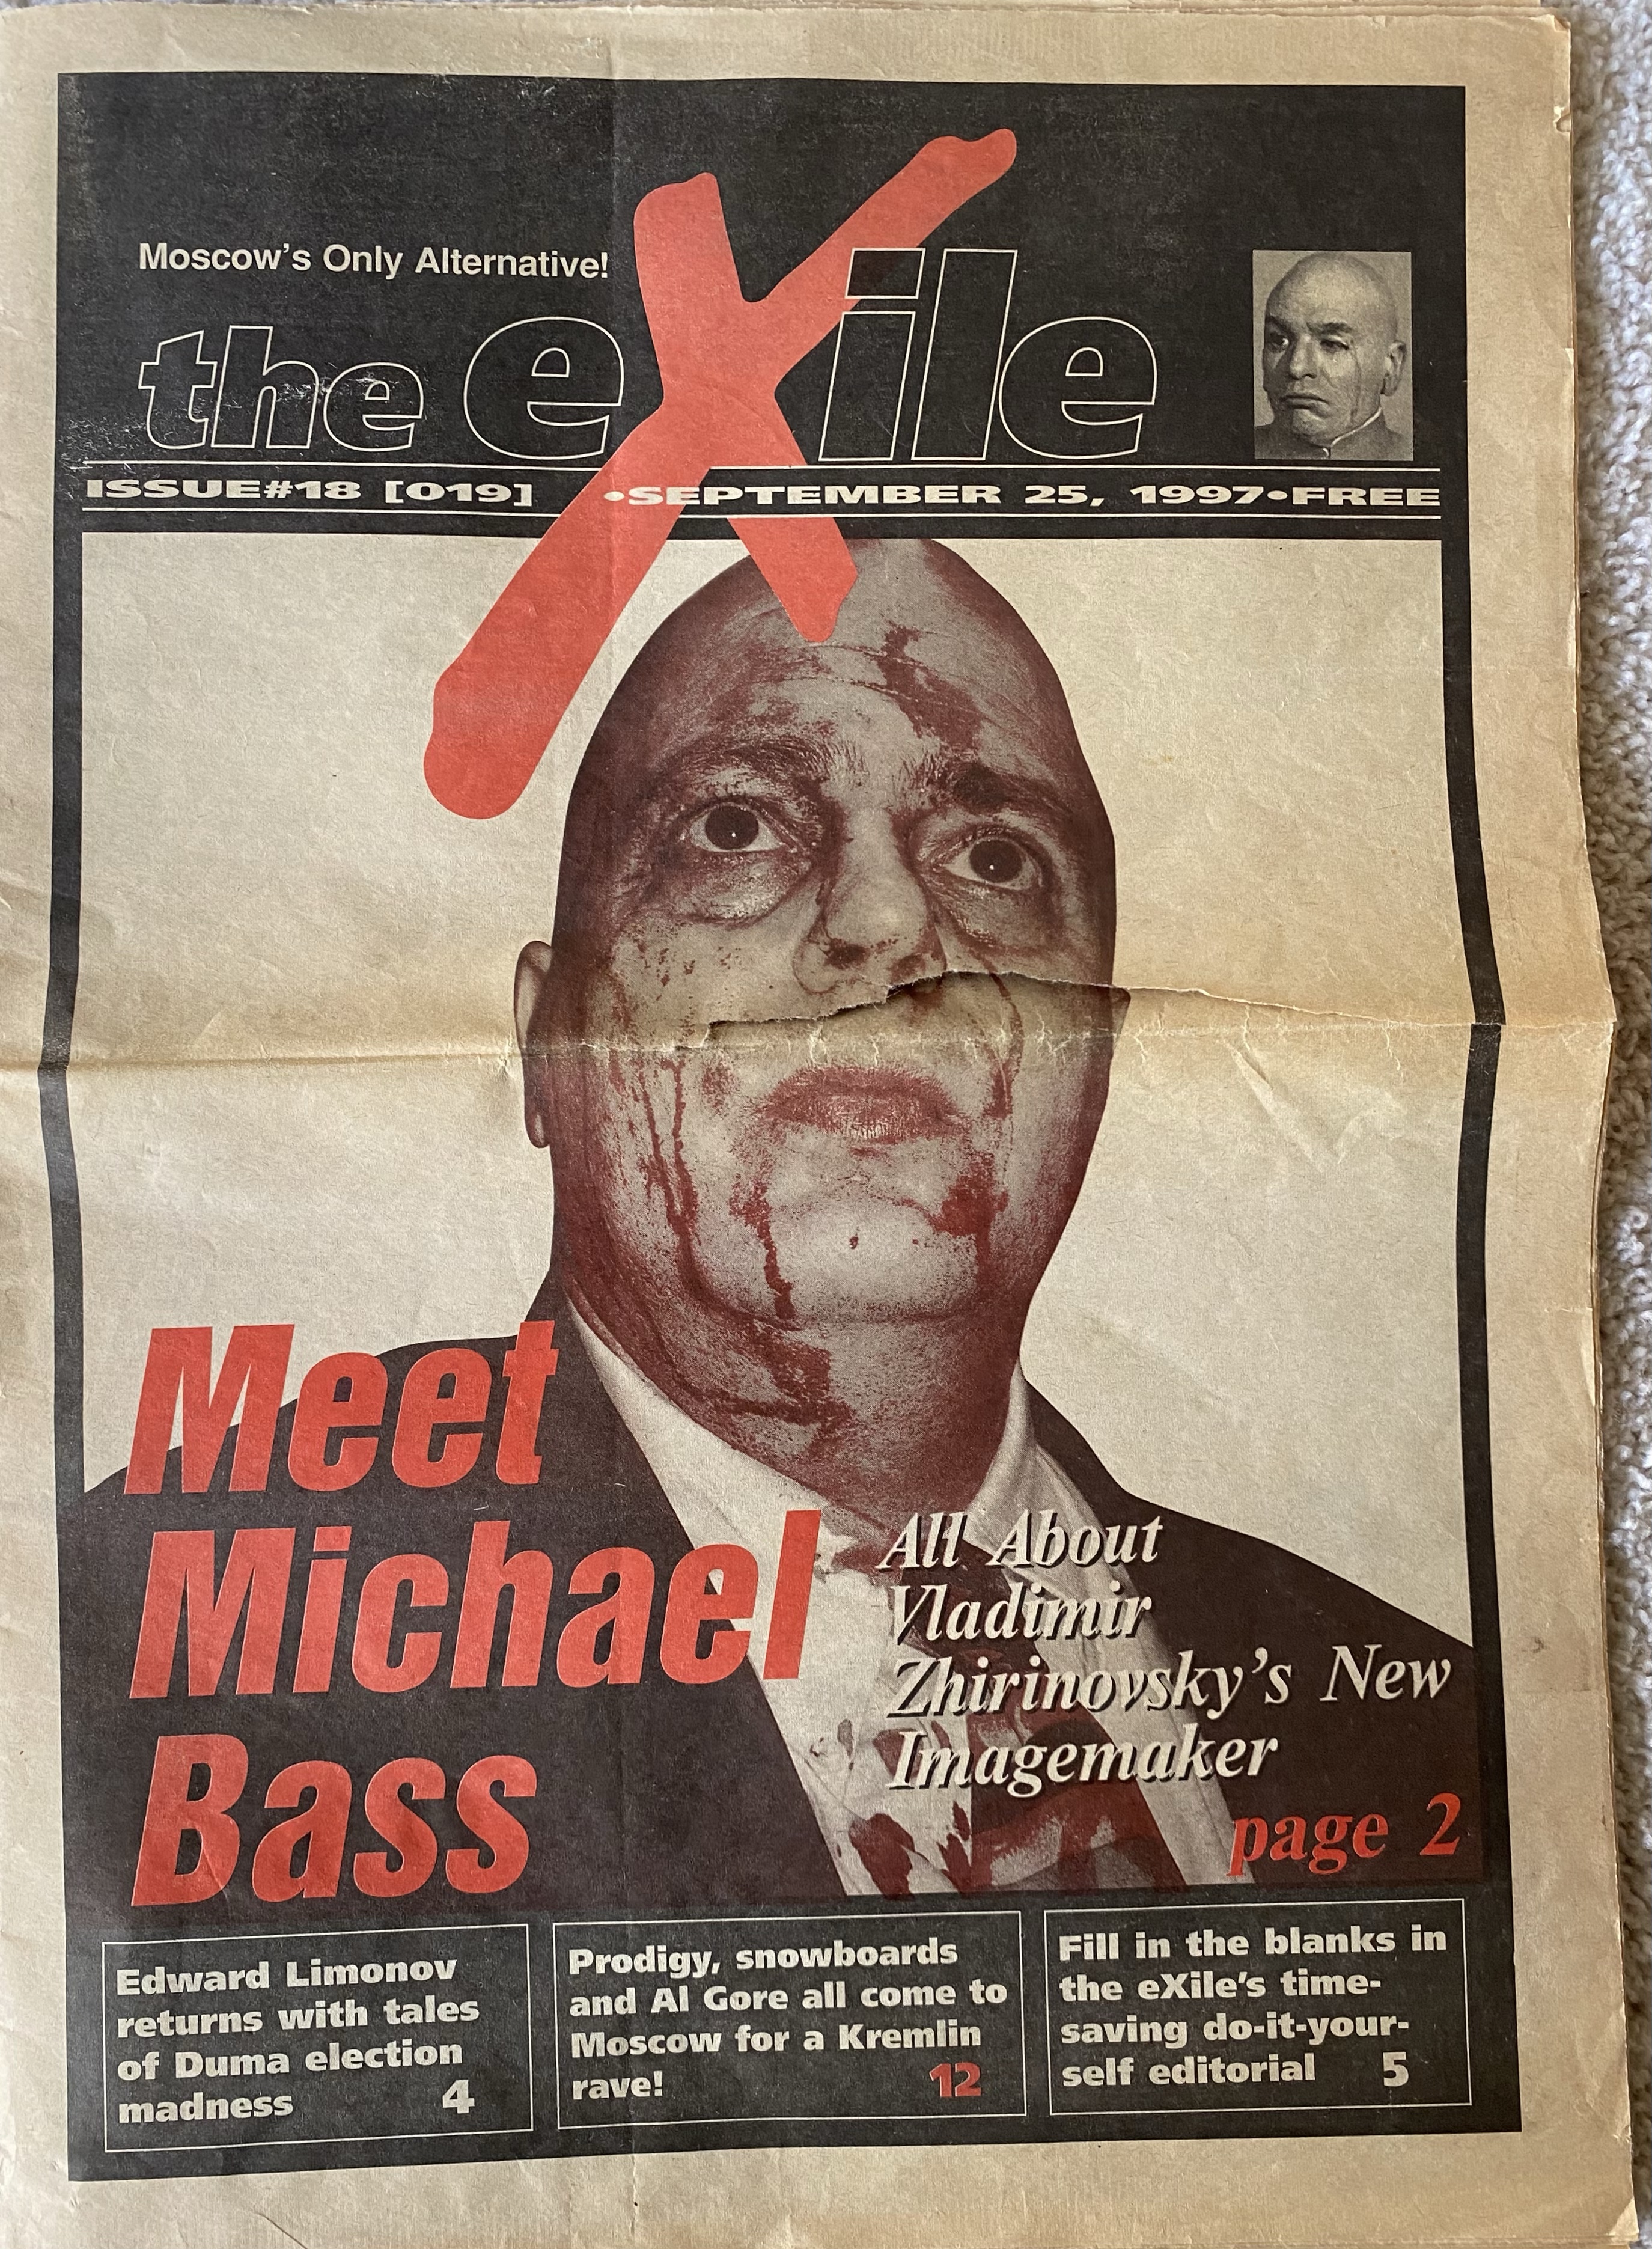 Moscow's Only Alternative!
the eXile
ISSUE#18 [019] •SEPTEMBER 25, 1997•FREE
Meet
Michael
Bass
All About
Vladimir
Zhirinovsky's New
Imagemaker
page 2
Edward Limonov
returns with tales
of Duma election
madness 4
Prodigy, snowboards
and Al Gore all come to
Moscow for a Kremlin
rave! 12
Fill in the blanks in
the eXile's time-
saving do-it-your-
self editorial 5